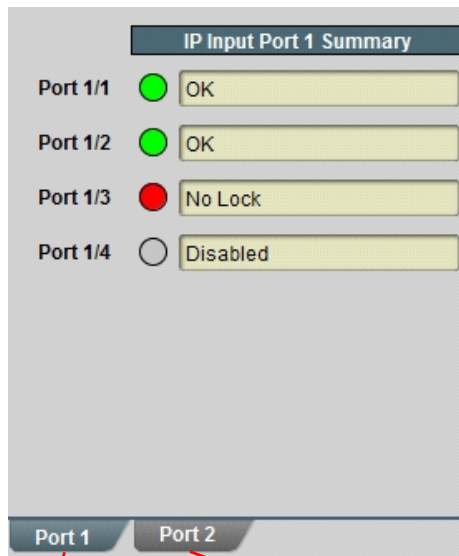 IP Input Port 1 Summary
Port 1/1 OK
Port 1/2 OK
Port 1/3 No Lock
Port 1/4 Disabled
Port 1 Port 2